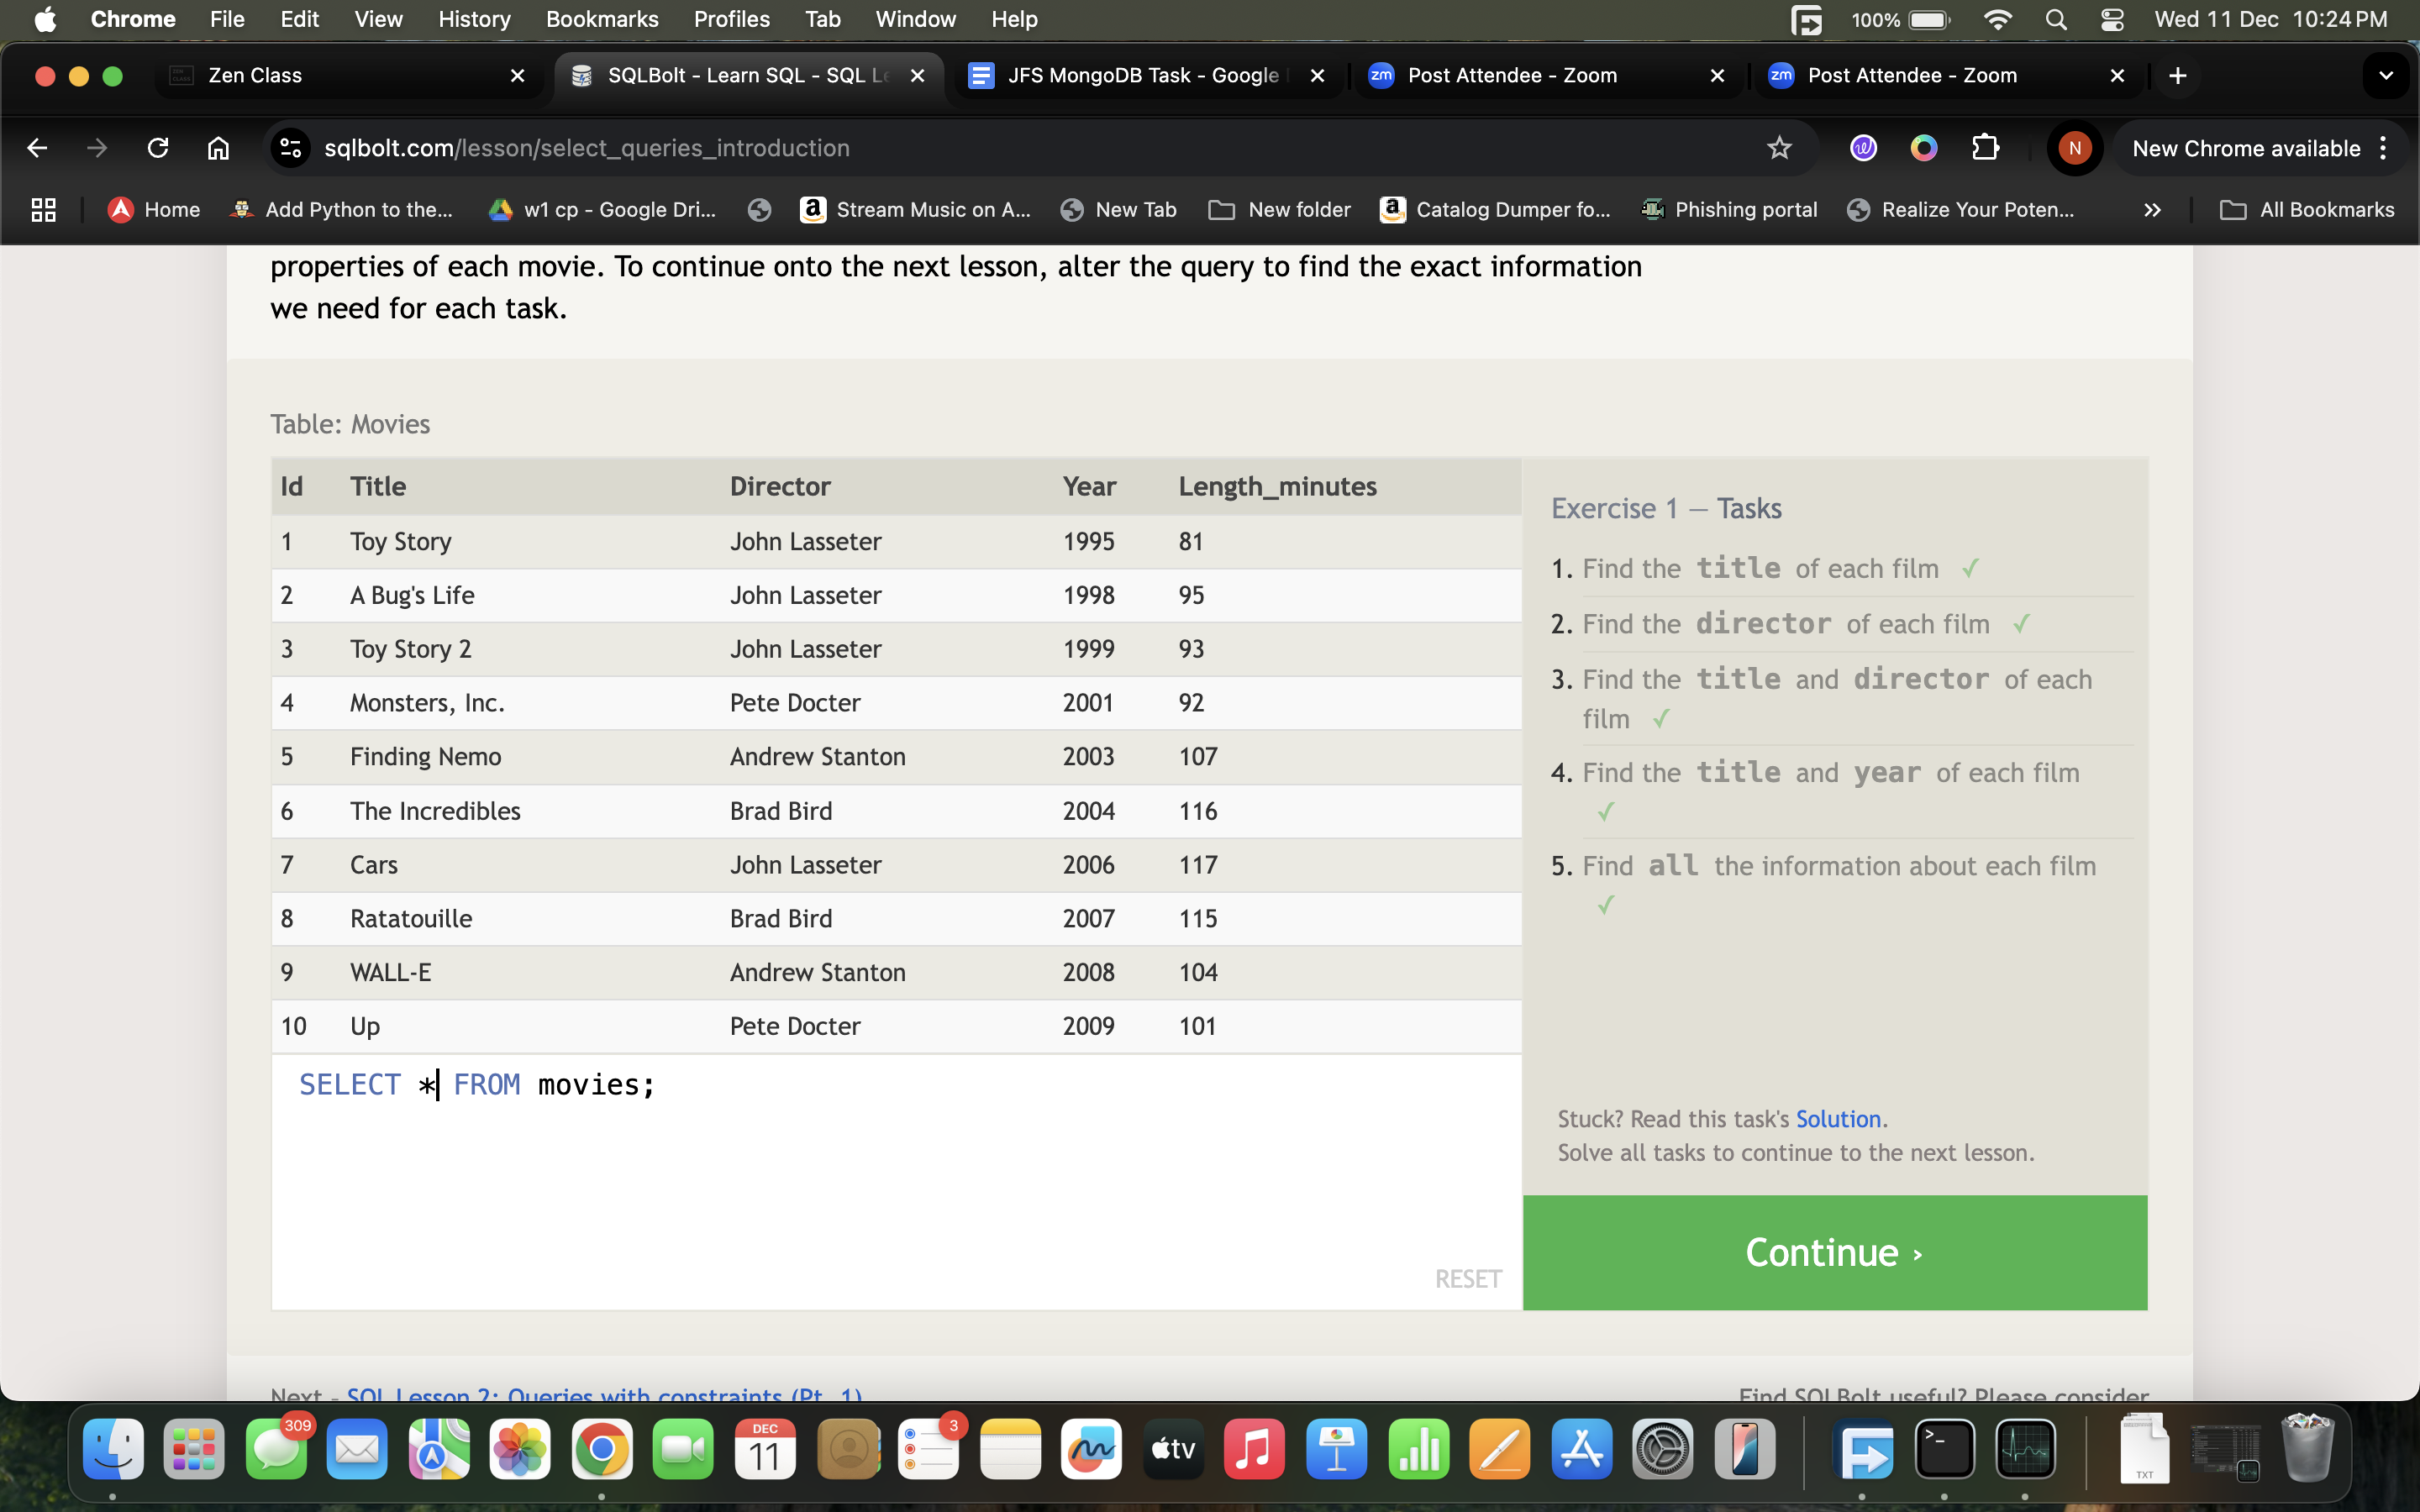 Chrome File Edit View History Bookmarks Profiles Tab Window Help 100% Wed 11 Dec 10:24 PM
Zen Class SQLBolt - Learn SQL - SQL Le JFS MongoDB Task - Google Post Attendee - Zoom Post Attendee - Zoom
sqlbolt.com/lesson/select_queries_introduction N New Chrome available
Home Add Python to the... w1 cp - Google Dri... Stream Music on A... New Tab New folder Catalog Dumper fo... Phishing portal Realize Your Poten... All Bookmarks
properties of each movie. To continue onto the next lesson, alter the query to find the exact information
we need for each task.
Table: Movies
Id Title Director Year Length_minutes
1 Toy Story John Lasseter 1995 81
2 A Bug's Life John Lasseter 1998 95
3 Toy Story 2 John Lasseter 1999 93
4 Monsters, Inc. Pete Docter 2001 92
5 Finding Nemo Andrew Stanton 2003 107
6 The Incredibles Brad Bird 2004 116
7 Cars John Lasseter 2006 117
8 Ratatouille Brad Bird 2007 115
9 WALL-E Andrew Stanton 2008 104
10 Up Pete Docter 2009 101
SELECT * FROM movies;
RESET
Exercise 1 — Tasks
1. Find the title of each film ✓
2. Find the director of each film ✓
3. Find the title and director of each
film ✓
4. Find the title and year of each film
✓
5. Find all the information about each film
✓
Stuck? Read this task's Solution.
Solve all tasks to continue to the next lesson.
Continue ›
Next - SQL Lesson 2: Queries with constraints (Pt. 1)
Find SQLBolt useful? Please consider
309 DEC 11 3 tv TXT